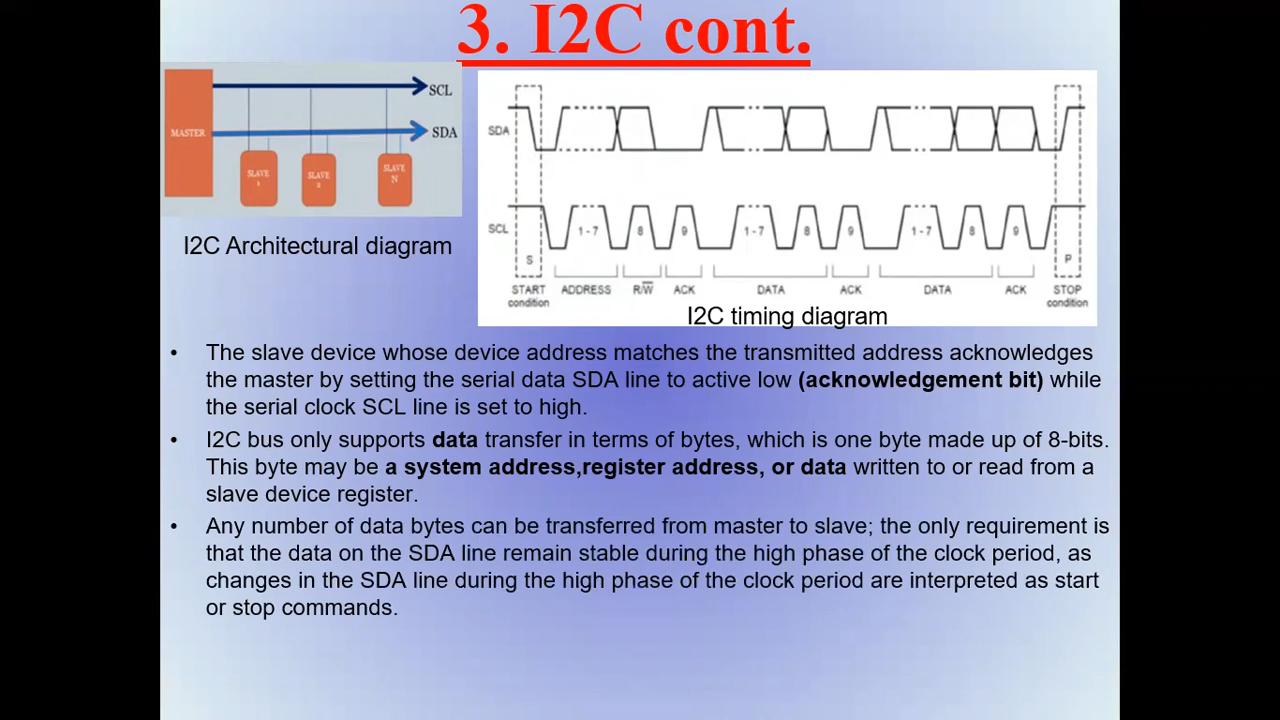 3. I2C cont.
MASTER
SCL
SDA
SLAVE
1
SLAVE
2
SLAVE
N
I2C Architectural diagram
SDA
SCL
1 - 7
8
9
1 - 7
8
9
1 - 7
8
9
S
P
START
condition
ADDRESS
R/W
ACK
DATA
ACK
DATA
ACK
STOP
condition
I2C timing diagram
• The slave device whose device address matches the transmitted address acknowledges
the master by setting the serial data SDA line to active low (acknowledgement bit) while
the serial clock SCL line is set to high.
• I2C bus only supports data transfer in terms of bytes, which is one byte made up of 8-bits.
This byte may be a system address,register address, or data written to or read from a
slave device register.
• Any number of data bytes can be transferred from master to slave; the only requirement is
that the data on the SDA line remain stable during the high phase of the clock period, as
changes in the SDA line during the high phase of the clock period are interpreted as start
or stop commands.